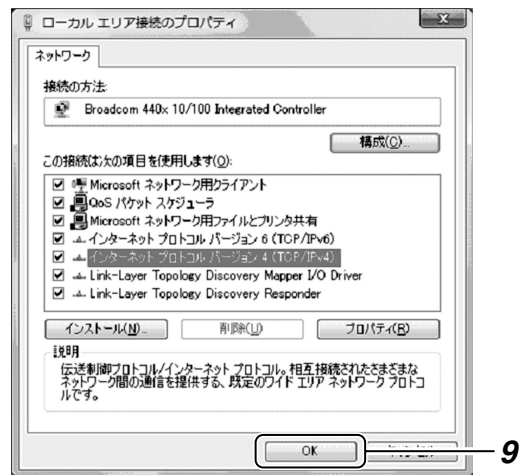 ローカル エリア接続のプロパティ
ネットワーク
接続の方法:
Broadcom 440x 10/100 Integrated Controller
構成(C)...
この接続は次の項目を使用します(O):
Microsoft ネットワーク用クライアント
QoS パケット スケジューラ
Microsoft ネットワーク用ファイルとプリンタ共有
インターネット プロトコル バージョン 6 (TCP/IPv6)
インターネット プロトコル バージョン 4 (TCP/IPv4)
Link-Layer Topology Discovery Mapper I/O Driver
Link-Layer Topology Discovery Responder
インストール(N)... 削除(U) プロパティ(R)
説明
伝送制御プロトコル/インターネット プロトコル。相互接続されたさまざまな
ネットワーク間の通信を提供する、既定のワイド エリア ネットワーク プロトコ
ルです。
OK 9